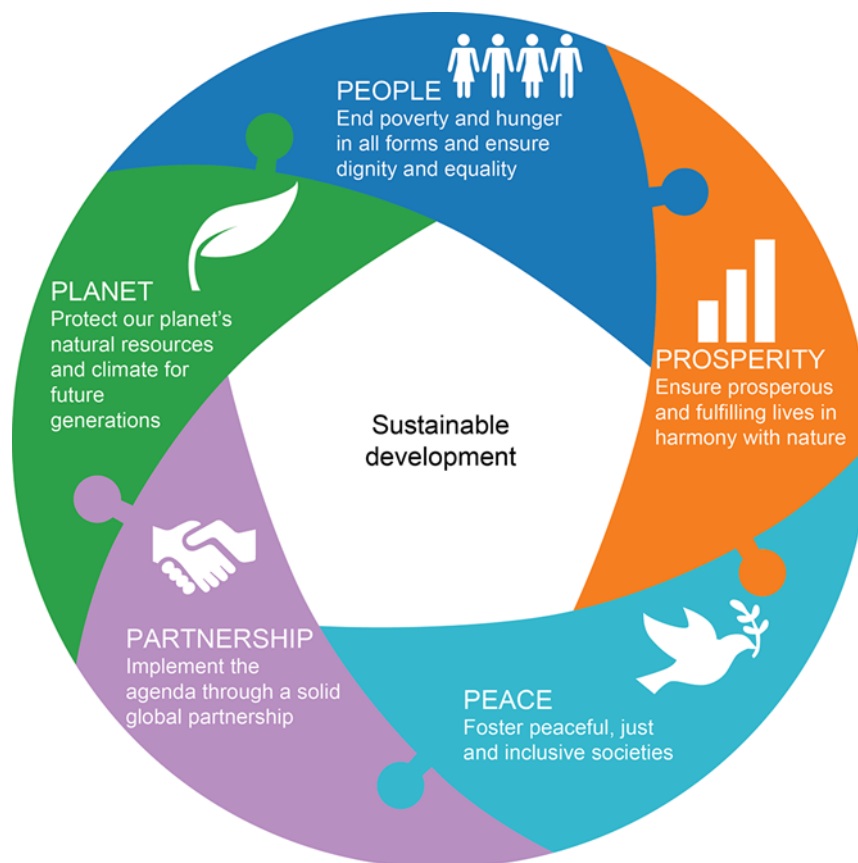 PEOPLE
End poverty and hunger
in all forms and ensure
dignity and equality
PROSPERITY
Ensure prosperous
and fulfilling lives in
harmony with nature
PEACE
Foster peaceful, just
and inclusive societies
PARTNERSHIP
Implement the
agenda through a solid
global partnership
PLANET
Protect our planet’s
natural resources
and climate for
future
generations
Sustainable
development